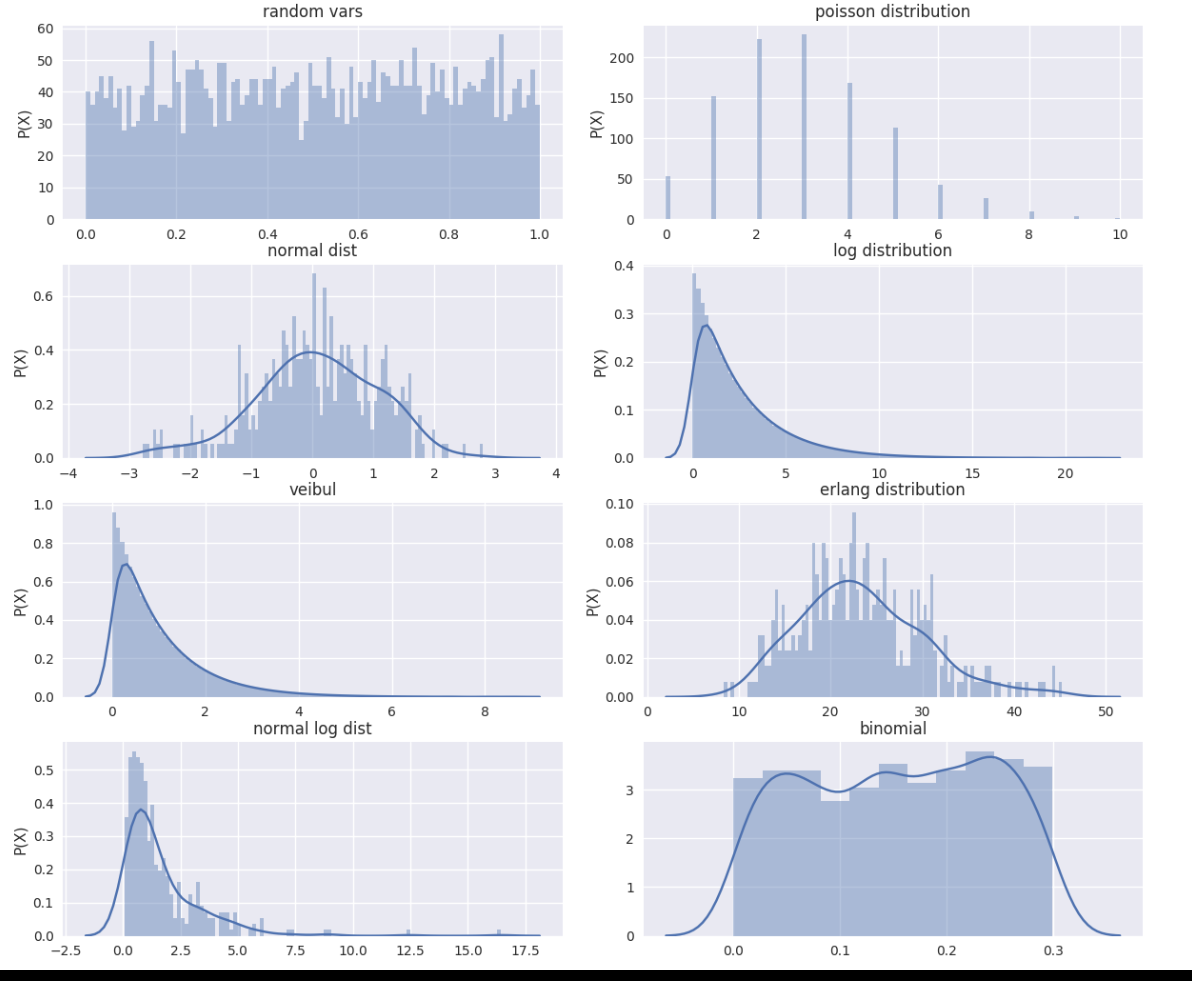 random vars
P(X)
60
50
40
30
20
10
0
0.0 0.2 0.4 0.6 0.8 1.0
poisson distribution
P(X)
200
150
100
50
0
0 2 4 6 8 10
normal dist
P(X)
0.6
0.4
0.2
0.0
−4 −3 −2 −1 0 1 2 3 4
log distribution
P(X)
0.4
0.3
0.2
0.1
0.0
0 5 10 15 20
veibul
P(X)
1.0
0.8
0.6
0.4
0.2
0.0
0 2 4 6 8
erlang distribution
P(X)
0.10
0.08
0.06
0.04
0.02
0.00
0 10 20 30 40 50
normal log dist
P(X)
0.5
0.4
0.3
0.2
0.1
0.0
−2.5 0.0 2.5 5.0 7.5 10.0 12.5 15.0 17.5
binomial
3
2
1
0
0.0 0.1 0.2 0.3